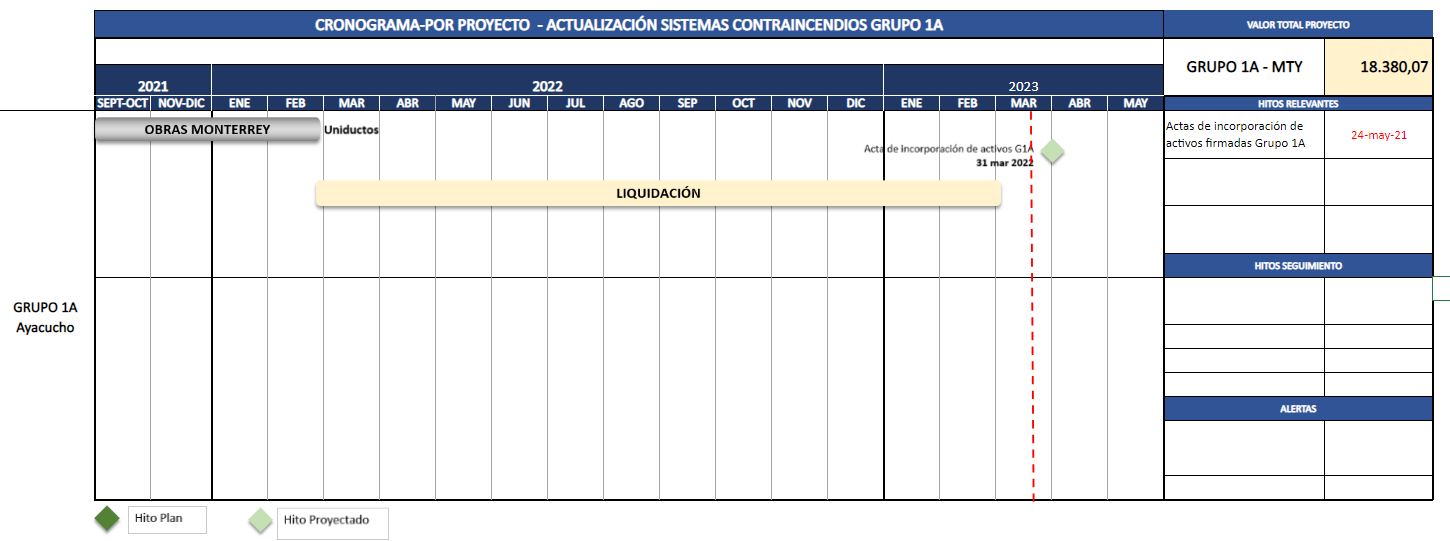 CRONOGRAMA-POR PROYECTO - ACTUALIZACIÓN SISTEMAS CONTRAINCENDIOS GRUPO 1A
VALOR TOTAL PROYECTO
GRUPO 1A - MTY 18.380,07
2021 2022 2023
SEPT-OCT NOV-DIC ENE FEB MAR ABR MAY JUN JUL AGO SEP OCT NOV DIC ENE FEB MAR ABR MAY
HITOS RELEVANTES
OBRAS MONTERREY Uniductos
Actas de incorporación de
activos firmadas Grupo 1A
24-may-21
Acta de incorporación de activos G1A
31 mar 2022
LIQUIDACIÓN
HITOS SEGUIMIENTO
GRUPO 1A
Ayacucho
ALERTAS
Hito Plan
Hito Proyectado